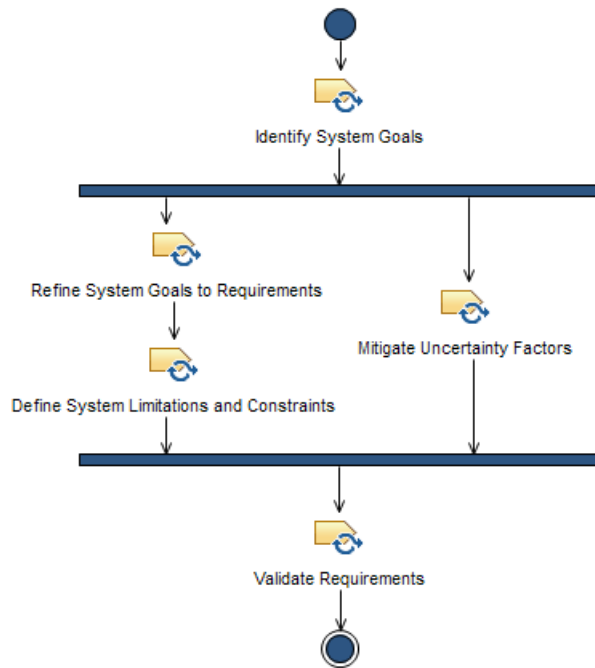 Identify System Goals
Refine System Goals to Requirements
Mitigate Uncertainty Factors
Define System Limitations and Constraints
Validate Requirements